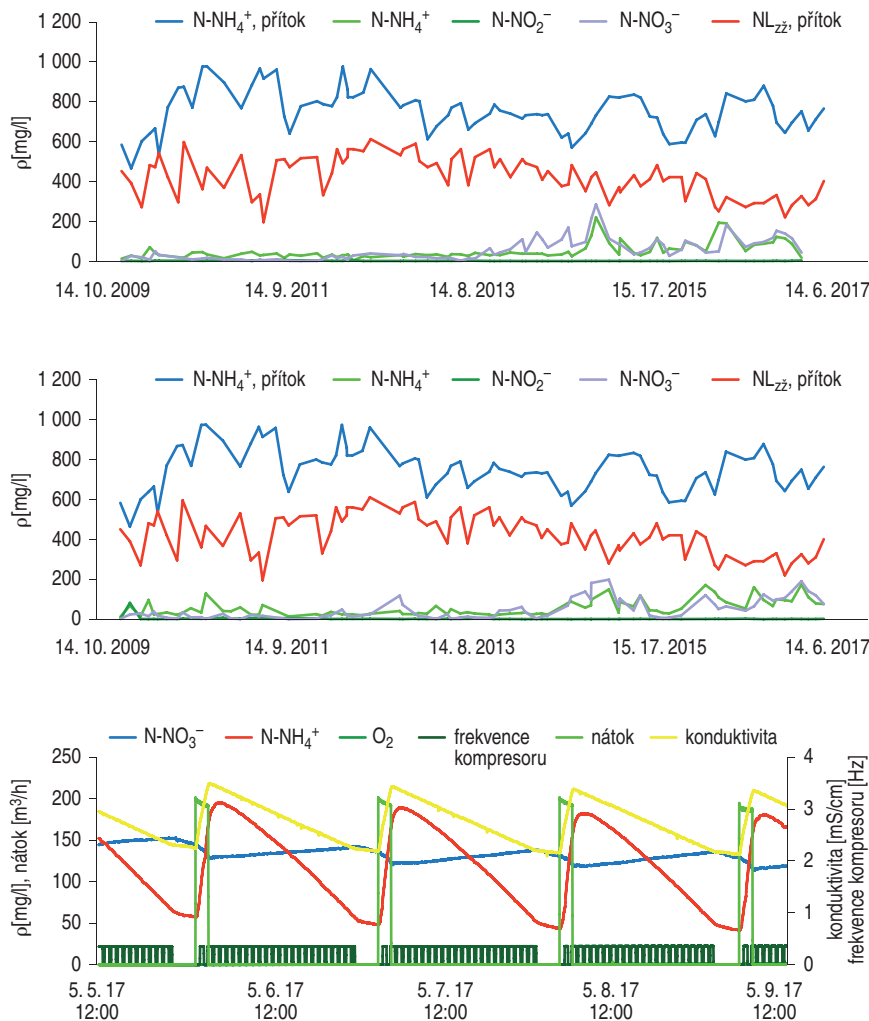 N-NH₄⁺, přítok N-NH₄⁺ N-NO₂⁻ N-NO₃⁻ NLzž, přítok
ρ[mg/l]
1 200
1 000
800
600
400
200
0
14. 10. 2009 14. 9. 2011 14. 8. 2013 15. 17. 2015 14. 6. 2017
N-NH₄⁺, přítok N-NH₄⁺ N-NO₂⁻ N-NO₃⁻ NLzž, přítok
ρ[mg/l]
1 200
1 000
800
600
400
200
0
14. 10. 2009 14. 9. 2011 14. 8. 2013 15. 17. 2015 14. 6. 2017
N-NO₃⁻ N-NH₄⁺ O₂ frekvence nátok konduktivita
kompresoru
ρ[mg/l], nátok [m³/h]
250
200
150
100
50
0
4
3
2
1
0
konduktivita [mS/cm]
frekvence kompresoru [Hz]
5. 5. 17 5. 6. 17 5. 7. 17 5. 8. 17 5. 9. 17
12:00 12:00 12:00 12:00 12:00